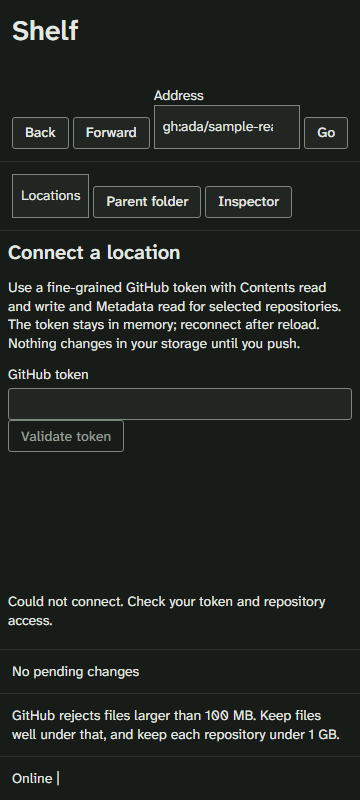 Shelf
Address
Back Forward gh:ada/sample-rea Go
Locations Parent folder Inspector
Connect a location
Use a fine-grained GitHub token with Contents read
and write and Metadata read for selected repositories.
The token stays in memory; reconnect after reload.
Nothing changes in your storage until you push.
GitHub token
Validate token
Could not connect. Check your token and repository
access.
No pending changes
GitHub rejects files larger than 100 MB. Keep files
well under that, and keep each repository under 1 GB.
Online |